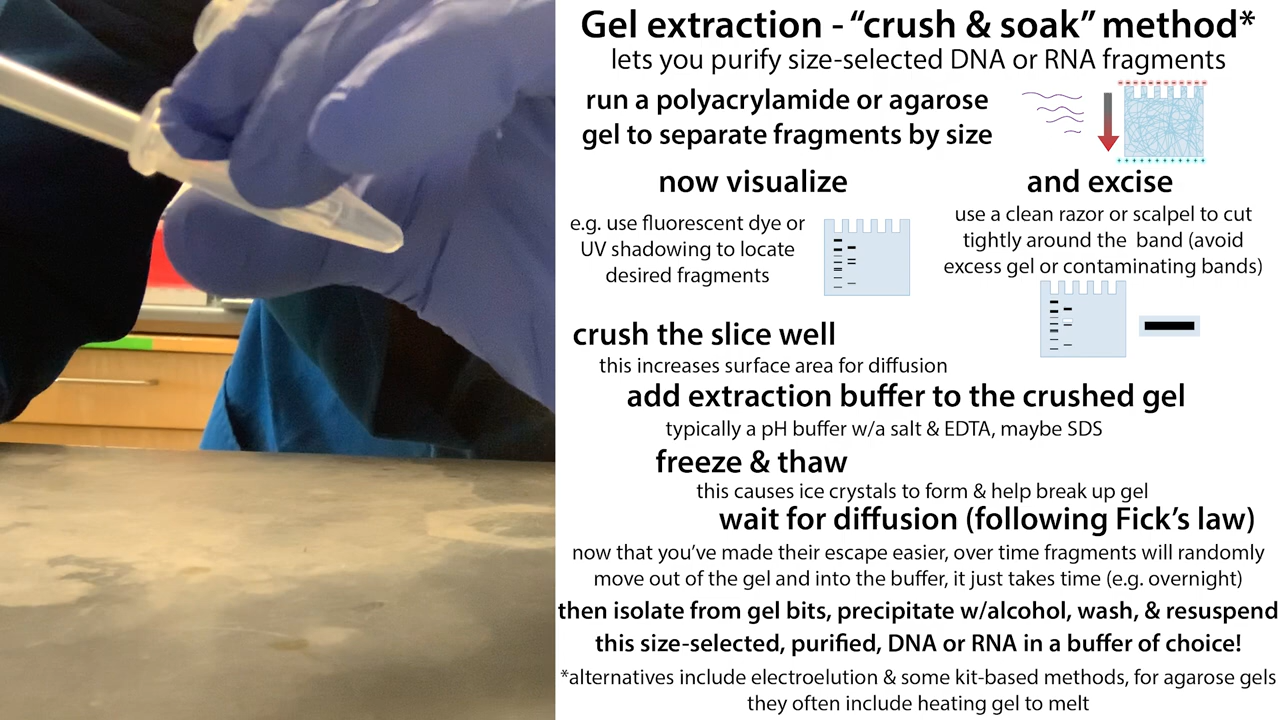 Gel extraction - “crush & soak” method*
lets you purify size-selected DNA or RNA fragments
run a polyacrylamide or agarose
gel to separate fragments by size
now visualize
e.g. use fluorescent dye or
UV shadowing to locate
desired fragments
and excise
use a clean razor or scalpel to cut
tightly around the band (avoid
excess gel or contaminating bands)
crush the slice well
this increases surface area for diffusion
add extraction buffer to the crushed gel
typically a pH buffer w/a salt & EDTA, maybe SDS
freeze & thaw
this causes ice crystals to form & help break up gel
wait for diffusion (following Fick’s law)
now that you’ve made their escape easier, over time fragments will randomly
move out of the gel and into the buffer, it just takes time (e.g. overnight)
then isolate from gel bits, precipitate w/alcohol, wash, & resuspend
this size-selected, purified, DNA or RNA in a buffer of choice!
*alternatives include electroelution & some kit-based methods, for agarose gels
they often include heating gel to melt